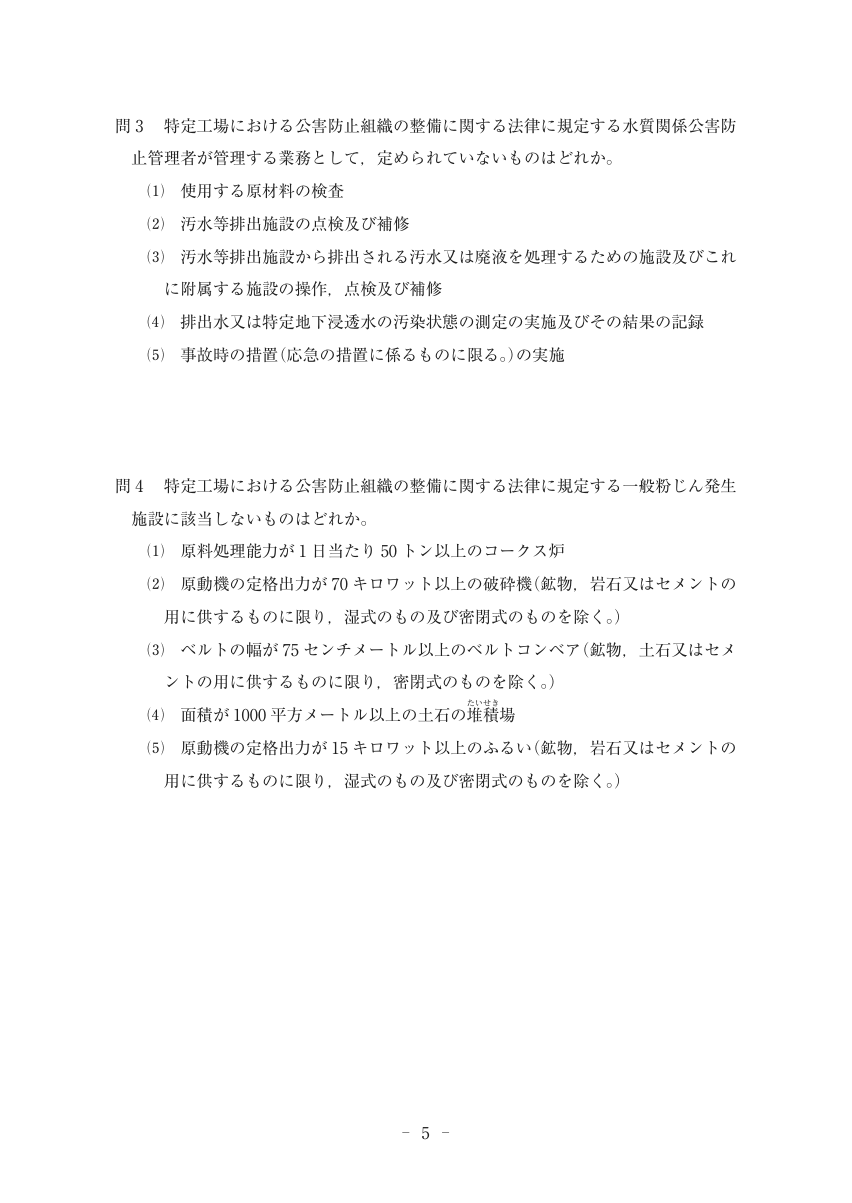 問3　特定工場における公害防止組織の整備に関する法律に規定する水質関係公害防
止管理者が管理する業務として，定められていないものはどれか。
⑴　使用する原材料の検査
⑵　汚水等排出施設の点検及び補修
⑶　汚水等排出施設から排出される汚水又は廃液を処理するための施設及びこれ
に附属する施設の操作，点検及び補修
⑷　排出水又は特定地下浸透水の汚染状態の測定の実施及びその結果の記録
⑸　事故時の措置(応急の措置に係るものに限る。)の実施
問4　特定工場における公害防止組織の整備に関する法律に規定する一般粉じん発生
施設に該当しないものはどれか。
⑴　原料処理能力が1日当たり50トン以上のコークス炉
⑵　原動機の定格出力が70キロワット以上の破砕機(鉱物，岩石又はセメントの
用に供するものに限り，湿式のもの及び密閉式のものを除く。)
⑶　ベルトの幅が75センチメートル以上のベルトコンベア(鉱物，土石又はセメ
ントの用に供するものに限り，密閉式のものを除く。)
たいせき
⑷　面積が1000平方メートル以上の土石の堆積場
⑸　原動機の定格出力が15キロワット以上のふるい(鉱物，岩石又はセメントの
用に供するものに限り，湿式のもの及び密閉式のものを除く。)
- 5 -